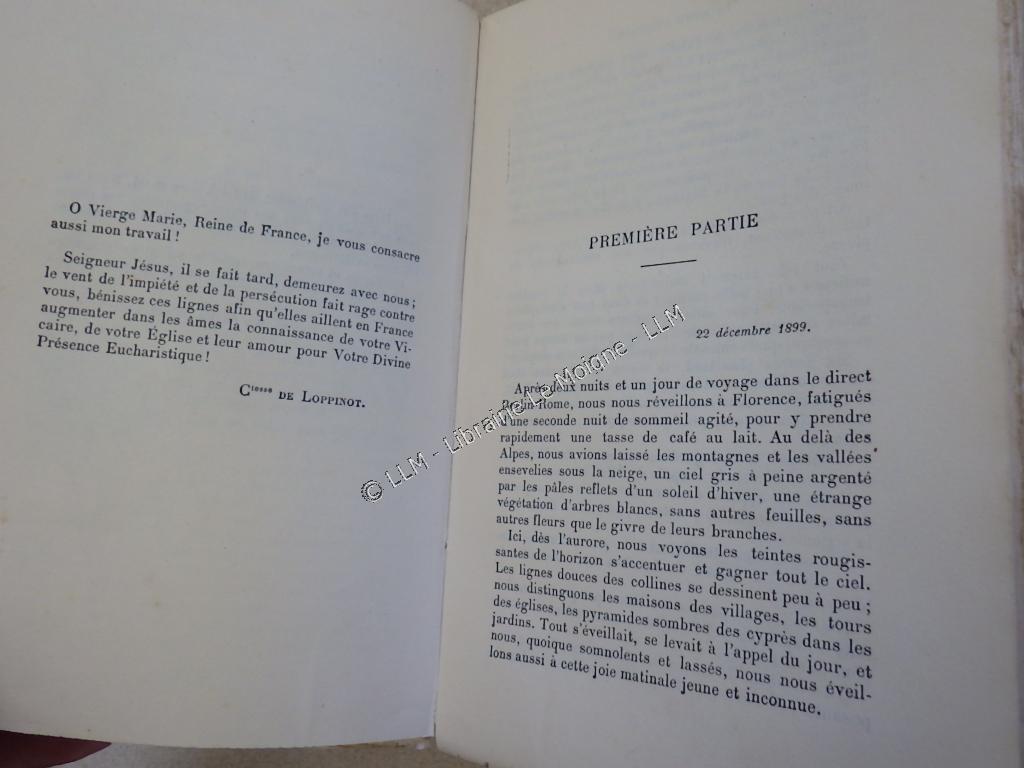 O Vierge Marie, Reine de France, je vous consacre
aussi mon travail !
Seigneur Jésus, il se fait tard, demeurez avec nous ;
le vent de l'impiété et de la persécution fait rage contre
vous, bénissez ces lignes afin qu'elles aillent en France
augmenter dans les âmes la connaissance de votre Vi-
caire, de votre Église et leur amour pour Votre Divine
Présence Eucharistique !
Ctesse DE LOPPINOT.
PREMIÈRE PARTIE
22 décembre 1899.
Après deux nuits et un jour de voyage dans le direct
Berlin-Rome, nous nous réveillons à Florence, fatigués
d'une seconde nuit de sommeil agité, pour y prendre
rapidement une tasse de café au lait. Au delà des
Alpes, nous avions laissé les montagnes et les vallées
ensevelies sous la neige, un ciel gris à peine argenté
par les pâles reflets d'un soleil d'hiver, une étrange
végétation d'arbres blancs, sans autres feuilles, sans
autres fleurs que le givre de leurs branches.
Ici, dès l'aurore, nous voyons les teintes rougis-
santes de l'horizon s'accentuer et gagner tout le ciel.
Les lignes douces des collines se dessinent peu à peu ;
nous distinguons les maisons des villages, les tours
des églises, les pyramides sombres des cyprès dans les
jardins. Tout s'éveillait, se levait à l'appel du jour, et
nous, quoique somnolents et lassés, nous nous éveil-
lons aussi à cette joie matinale jeune et inconnue.
© LLM - Librairie Le Moigne - LLM